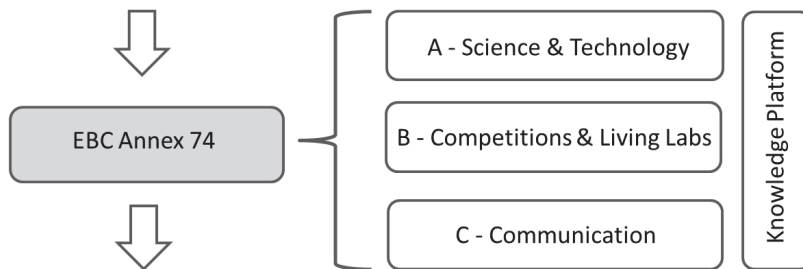 A - Science & Technology
EBC Annex 74
B - Competitions & Living Labs
C - Communication
Knowledge Platform